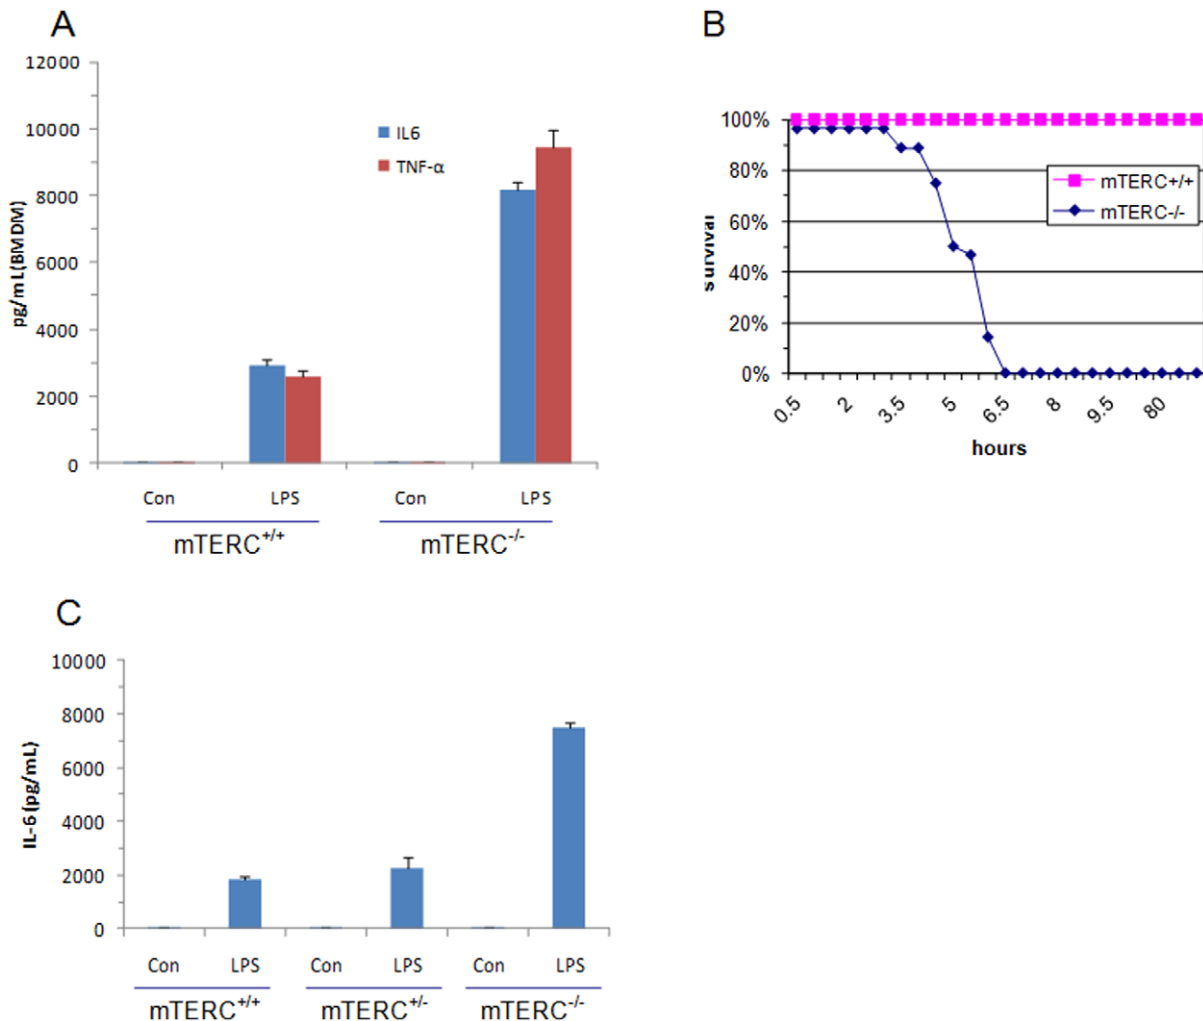 A
12000
10000
8000
6000
4000
2000
0
pg/mL(BMDM)
IL6
TNF-α
Con LPS Con LPS
mTERC+/+ mTERC-/-
B
100%
80%
60%
40%
20%
0%
survival
mTERC+/+
mTERC-/-
0.5 2 3.5 5 6.5 8 9.5 80
hours
C
10000
8000
6000
4000
2000
0
IL-6(pg/mL)
Con LPS Con LPS Con LPS
mTERC+/+ mTERC+/- mTERC-/-